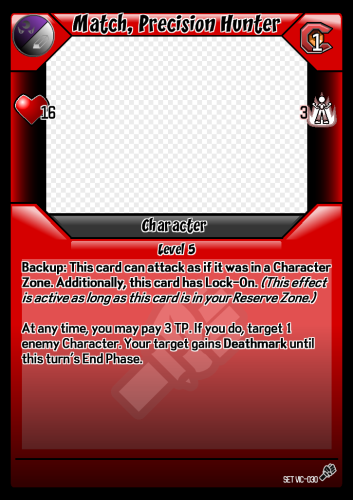 Match, Precision Hunter
1
16
3
Character
Level 5
Backup: This card can attack as if it was in a Character
Zone. Additionally, this card has Lock-On. (This effect
is active as long as this card is in your Reserve Zone.)
At any time, you may pay 3 TP. If you do, target 1
enemy Character. Your target gains Deathmark until
this turn's End Phase.
SET VIC-030